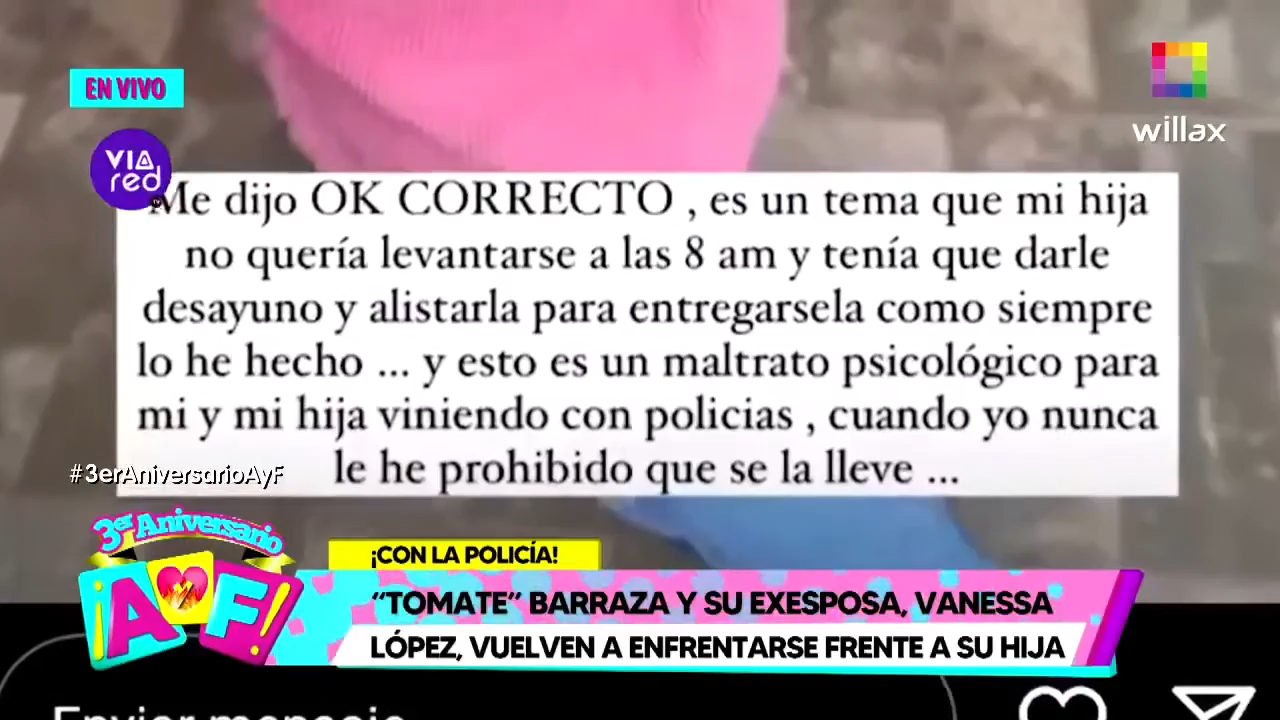 EN VIVO
willax
VIA
red
Me dijo OK CORRECTO , es un tema que mi hija
no quería levantarse a las 8 am y tenía que darle
desayuno y alistarla para entregarsela como siempre
lo he hecho ... y esto es un maltrato psicológico para
mi y mi hija viniendo con policias , cuando yo nunca
le he prohibido que se la lleve ...
#3erAniversarioAyF
3er Aniversario
¡AyF!
¡CON LA POLICÍA!
“TOMATE” BARRAZA Y SU EXESPOSA, VANESSA
LÓPEZ, VUELVEN A ENFRENTARSE FRENTE A SU HIJA
Enviar mensaje